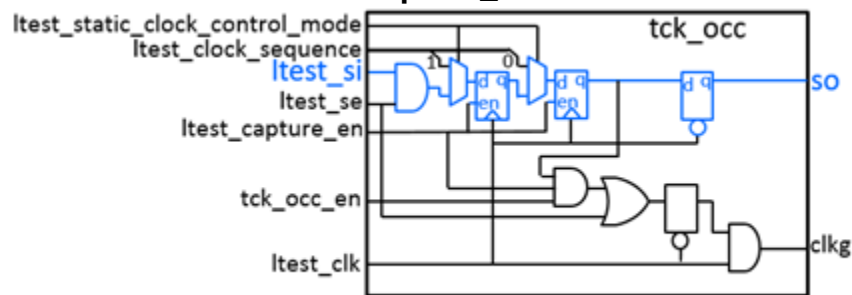 ltest_static_clock_control_mode
tck_occ
ltest_clock_sequence
1
0
ltest_si
d q
en
d q
en
d q
so
ltest_se
ltest_capture_en
tck_occ_en
ltest_clk
clkg